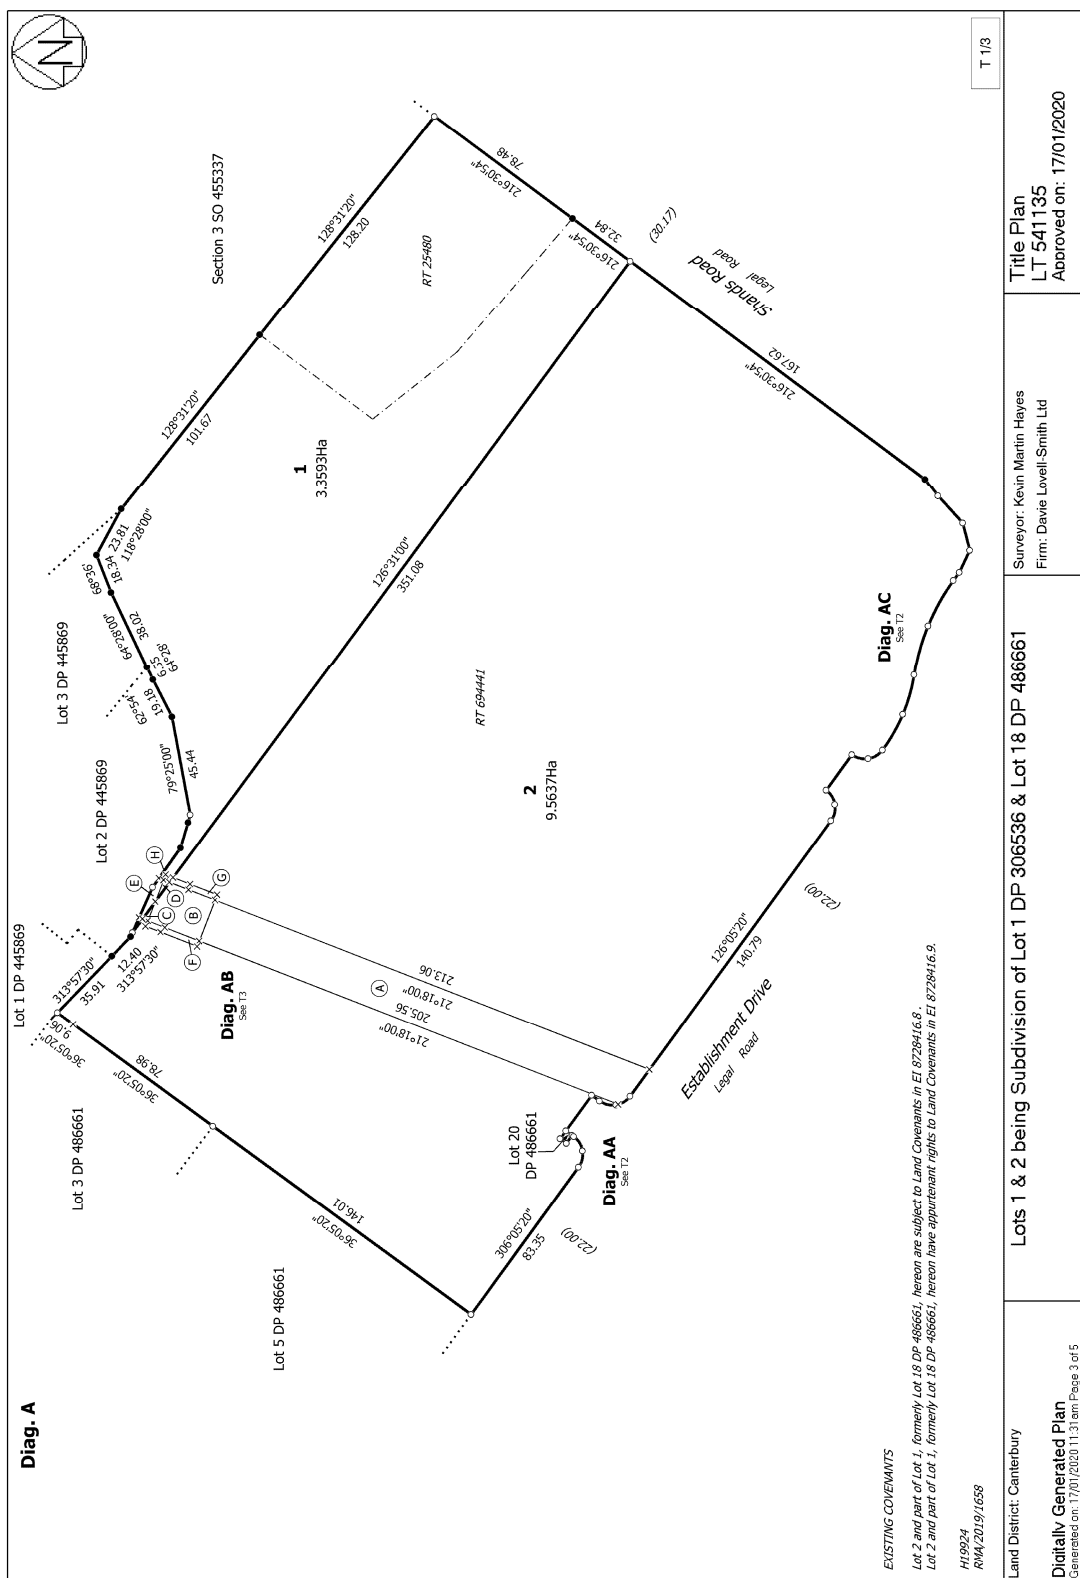 Diag. A
N
T 1/3
Lot 1 DP 445869
Lot 2 DP 445869
Lot 3 DP 445869
Section 3 SO 455337
Lot 3 DP 486661
Lot 5 DP 486661
36°05'20"
9.06
313°57'30"
35.91
12.40
313°57'30"
79°25'00"
45.44
62°54'
19.18
6.55
64°28'
64°28'00"
38.02
68°36'
18.34
23.81
118°28'00"
128°31'20"
101.67
128°31'20"
128.20
78.98
36°05'20"
146.01
36°05'20"
E
H
C
D
B
F
G
Diag. AB
See T3
1
3.3593Ha
RT 25480
78.48
216°30'54"
32.84
216°30'54"
(30.17)
Shands Road
Legal Road
126°31'00"
351.08
RT 694441
2
9.5637Ha
A
213.06
21°18'00"
205.56
21°18'00"
167.62
216°30'54"
Lot 20
DP 486661
Diag. AA
See T2
306°05'20"
83.35
(22.00)
126°05'20"
140.79
(22.00)
Establishment Drive
Legal Road
Diag. AC
See T2
EXISTING COVENANTS
Lot 2 and part of Lot 1, formerly Lot 18 DP 486661, hereon are subject to Land Covenants in EI 8728416.8 .
Lot 2 and part of Lot 1, formerly Lot 18 DP 486661, hereon have appurtenant rights to Land Covenants in EI 8728416.9.
H19924
RMA/2019/1658
Land District: Canterbury
Digitally Generated Plan
Generated on: 17/01/2020 11:31am Page 3 of 5
Lots 1 & 2 being Subdivision of Lot 1 DP 306536 & Lot 18 DP 486661
Surveyor: Kevin Martin Hayes
Firm: Davie Lovell-Smith Ltd
Title Plan
LT 541135
Approved on: 17/01/2020